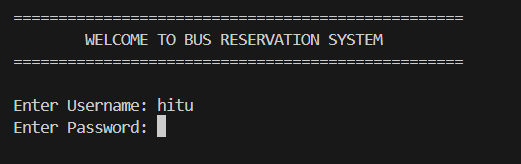 ==================================================
WELCOME TO BUS RESERVATION SYSTEM
==================================================
Enter Username: hitu
Enter Password: